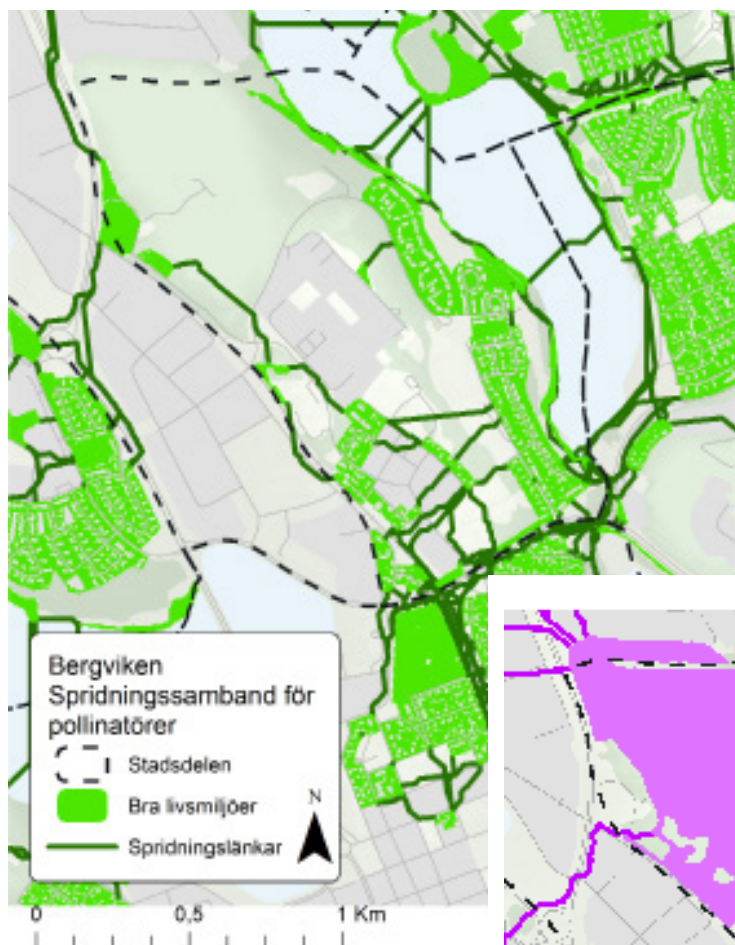 Bergviken
Spridningssamband för
pollinatörer
Stadsdelen
Bra livsmiljöer
Spridningslänkar
N
0 0,5 1 Km